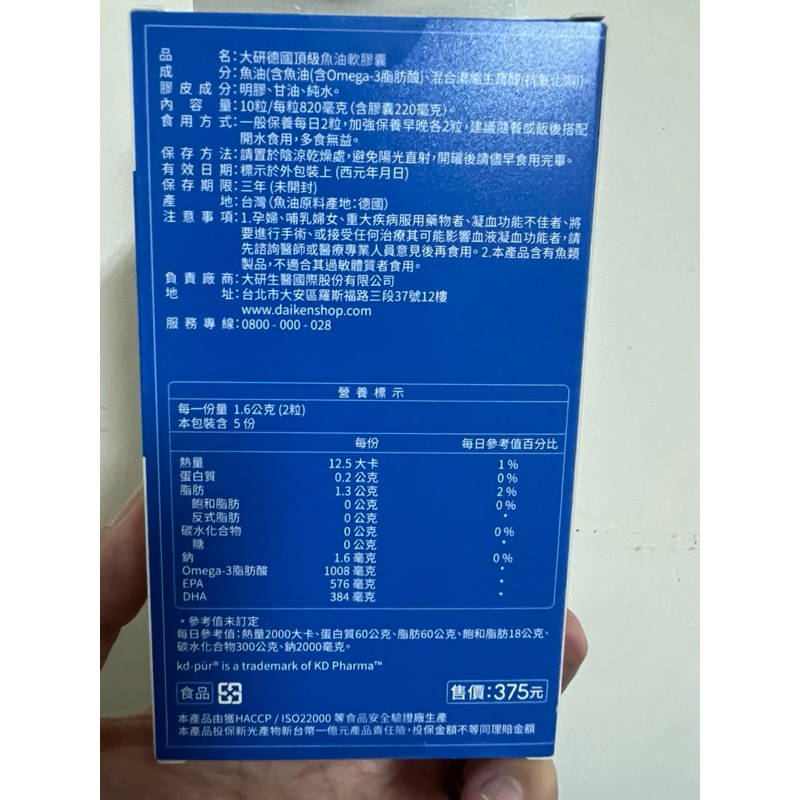 品名：大研德國頂級魚油軟膠囊
成分：魚油(含魚油(含Omega-3脂肪酸)、混合濃縮生育醇(抗氧化劑))。
膠皮成分：明膠、甘油、純水。
內容量：10粒/每粒820毫克(含膠囊220毫克)。
食用方式：一般保養每日2粒，加強保養早晚各2粒，建議隨餐或飯後搭配
開水食用，多食無益。
保存方法：請置於陰涼乾燥處，避免陽光直射，開罐後請儘早食用完畢。
有效日期：標示於外包裝上(西元年月日)
保存期限：三年(未開封)
產地：台灣(魚油原料產地：德國)
注意事項：1.孕婦、哺乳婦女、重大疾病服用藥物者、凝血功能不佳者、將
要進行手術、或接受任何治療其可能影響血液凝血功能者，請
先諮詢醫師或醫療專業人員意見後再食用。2.本產品含有魚類
製品，不適合其過敏體質者食用。
負責廠商：大研生醫國際股份有限公司
地址：台北市大安區羅斯福路三段37號12樓
www.daikenshop.com
服務專線：0800-000-028
營養標示
每一份量 1.6公克(2粒)
本包裝含 5份
每份 每日參考值百分比
熱量 12.5大卡 1%
蛋白質 0.2公克 0%
脂肪 1.3公克 2%
飽和脂肪 0公克 0%
反式脂肪 0公克 *
碳水化合物 0公克 0%
糖 0公克 *
鈉 1.6毫克 0%
Omega-3脂肪酸 1008毫克 *
EPA 576毫克 *
DHA 384毫克 *
*參考值未訂定
每日參考值：熱量2000大卡、蛋白質60公克、脂肪60公克、飽和脂肪18公克、
碳水化合物300公克、鈉2000毫克。
kd-pür® is a trademark of KD Pharma™
食品 售價：375元
本產品由獲HACCP / ISO22000 等食品安全驗證廠生產
本產品投保新光產物新台幣一億元產品責任險，投保金額不等同理賠金額